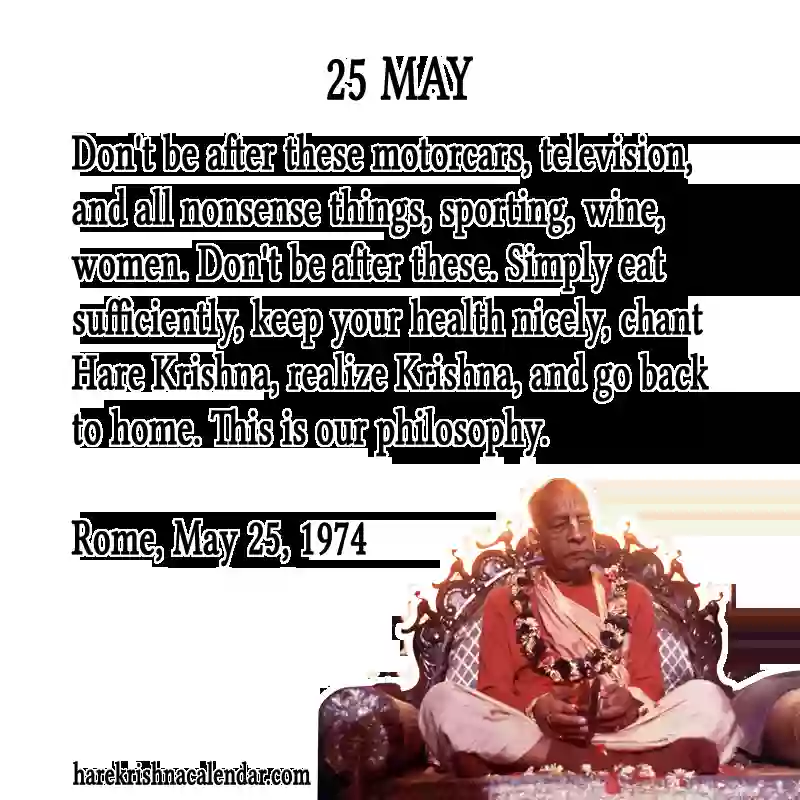 25 MAY
Don't be after these motorcars, television,
and all nonsense things, sporting, wine,
women. Don't be after these. Simply eat
sufficiently, keep your health nicely, chant
Hare Krishna, realize Krishna, and go back
to home. This is our philosophy.
Rome, May 25, 1974
harekrishnacalendar.com